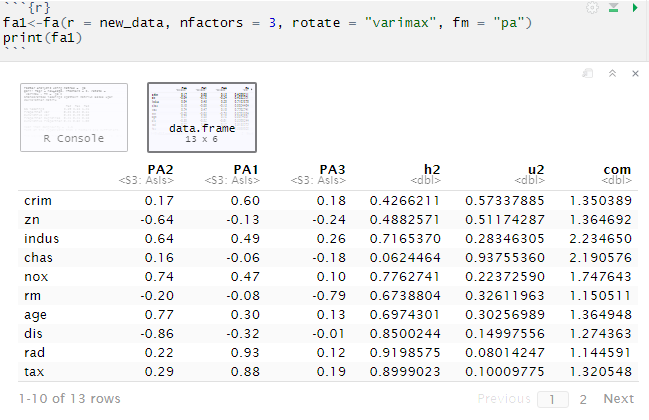 ```{r}
fa1<-fa(r = new_data, nfactors = 3, rotate = "varimax", fm = "pa")
print(fa1)
```
R Console
data.frame
13 x 6
PA2 PA1 PA3 h2 u2 com
<S3: AsIs> <S3: AsIs> <S3: AsIs> <dbl> <dbl> <dbl>
crim 0.17 0.60 0.18 0.4266211 0.57337885 1.350389
zn -0.64 -0.13 -0.24 0.4882571 0.51174287 1.364692
indus 0.64 0.49 0.26 0.7165370 0.28346305 2.234650
chas 0.16 -0.06 -0.18 0.0624464 0.93755360 2.190576
nox 0.74 0.47 0.10 0.7762741 0.22372590 1.747643
rm -0.20 -0.08 -0.79 0.6738804 0.32611963 1.150511
age 0.77 0.30 0.13 0.6974301 0.30256989 1.364948
dis -0.86 -0.32 -0.01 0.8500244 0.14997556 1.274363
rad 0.22 0.93 0.12 0.9198575 0.08014247 1.144591
tax 0.29 0.88 0.19 0.8999023 0.10009775 1.320548
1-10 of 13 rows Previous 1 2 Next